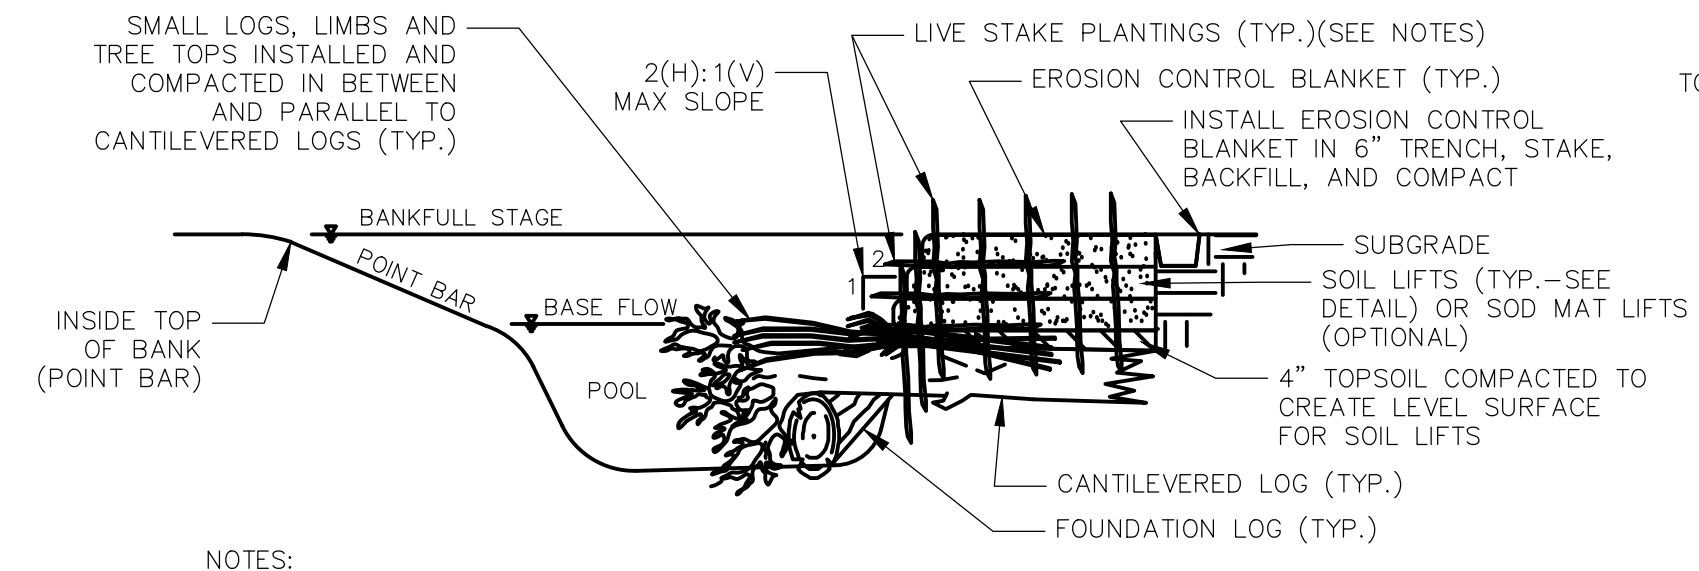 SMALL LOGS, LIMBS AND
TREE TOPS INSTALLED AND
COMPACTED IN BETWEEN
AND PARALLEL TO
CANTILEVERED LOGS (TYP.)
2(H):1(V)
MAX SLOPE
LIVE STAKE PLANTINGS (TYP.)(SEE NOTES)
EROSION CONTROL BLANKET (TYP.)
INSTALL EROSION CONTROL
BLANKET IN 6" TRENCH, STAKE,
BACKFILL, AND COMPACT
BANKFULL STAGE
POINT BAR
BASE FLOW
2
1
SUBGRADE
SOIL LIFTS (TYP.-SEE
DETAIL) OR SOD MAT LIFTS
(OPTIONAL)
INSIDE TOP
OF BANK
(POINT BAR)
POOL
4" TOPSOIL COMPACTED TO
CREATE LEVEL SURFACE
FOR SOIL LIFTS
CANTILEVERED LOG (TYP.)
FOUNDATION LOG (TYP.)
NOTES: